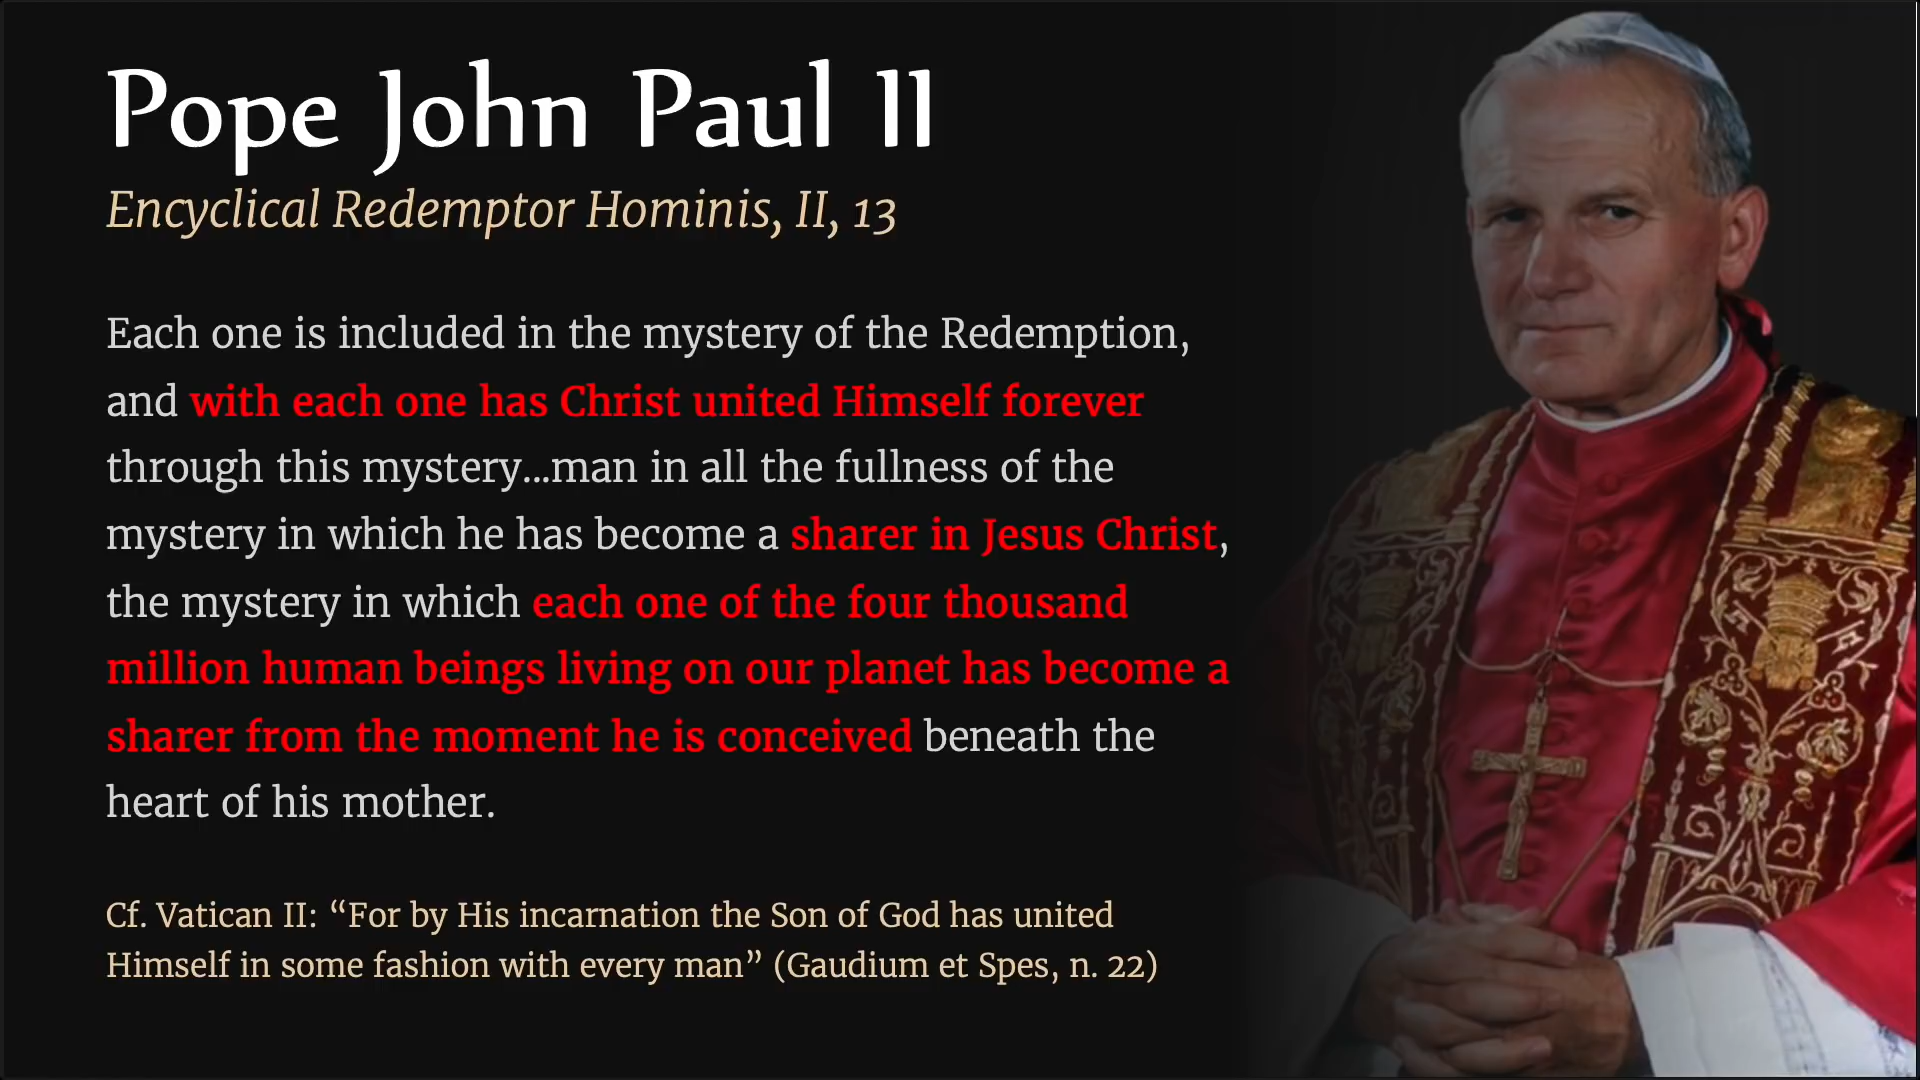 Pope John Paul II
Encyclical Redemptor Hominis, II, 13
Each one is included in the mystery of the Redemption,
and with each one has Christ united Himself forever
through this mystery...man in all the fullness of the
mystery in which he has become a sharer in Jesus Christ,
the mystery in which each one of the four thousand
million human beings living on our planet has become a
sharer from the moment he is conceived beneath the
heart of his mother.
Cf. Vatican II: “For by His incarnation the Son of God has united
Himself in some fashion with every man” (Gaudium et Spes, n. 22)